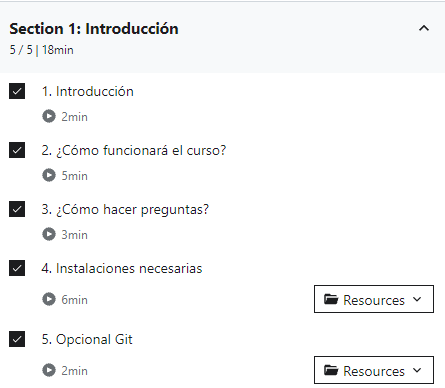 Section 1: Introducción
5 / 5 | 18min
1. Introducción
2min
2. ¿Cómo funcionará el curso?
5min
3. ¿Cómo hacer preguntas?
3min
4. Instalaciones necesarias
6min
Resources
5. Opcional Git
2min
Resources